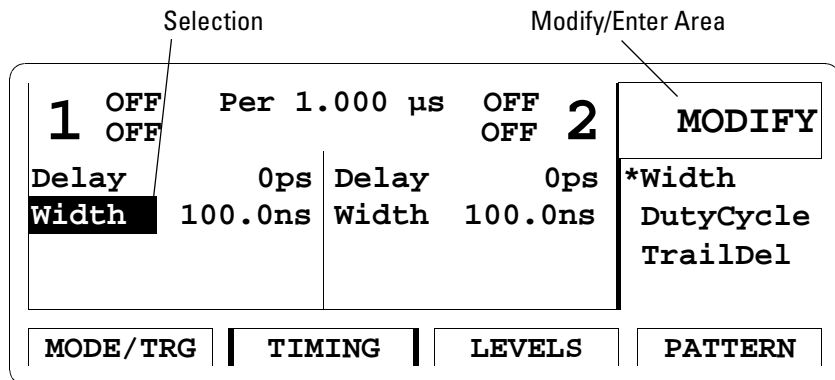 Selection Modify/Enter Area
1 OFF Per 1.000 µs OFF 2 MODIFY
OFF OFF
Delay 0ps Delay 0ps *Width
Width 100.0ns Width 100.0ns DutyCycle
TrailDel
MODE/TRG TIMING LEVELS PATTERN